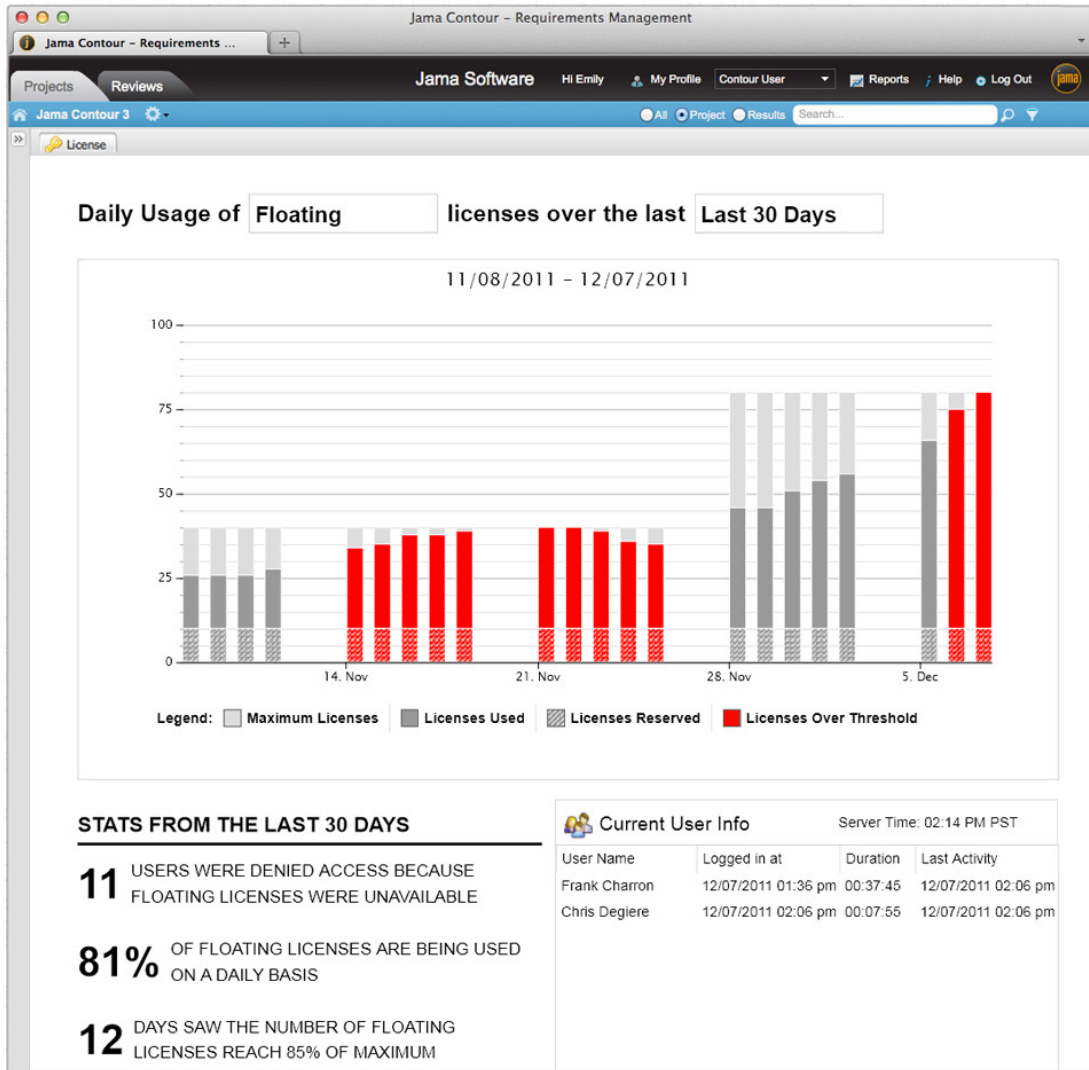 Jama Contour – Requirements Management
Jama Contour – Requirements ...
Projects Reviews Jama Software Hi Emily My Profile Contour User Reports Help Log Out jama
Jama Contour 3 All Project Results Search...
License
Daily Usage of Floating licenses over the last Last 30 Days
11/08/2011 – 12/07/2011
100
75
50
25
0
14. Nov 21. Nov 28. Nov 5. Dec
Legend: Maximum Licenses Licenses Used Licenses Reserved Licenses Over Threshold
STATS FROM THE LAST 30 DAYS
11 USERS WERE DENIED ACCESS BECAUSE
FLOATING LICENSES WERE UNAVAILABLE
81% OF FLOATING LICENSES ARE BEING USED
ON A DAILY BASIS
12 DAYS SAW THE NUMBER OF FLOATING
LICENSES REACH 85% OF MAXIMUM
Current User Info Server Time: 02:14 PM PST
User Name Logged in at Duration Last Activity
Frank Charron 12/07/2011 01:36 pm 00:37:45 12/07/2011 02:06 pm
Chris Degiere 12/07/2011 02:06 pm 00:07:55 12/07/2011 02:06 pm